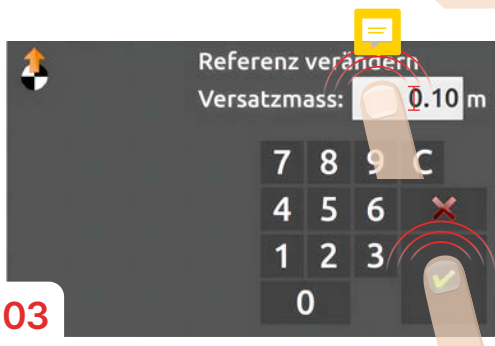 Referenz verändern
Versatzmass: 0.10 m
7 8 9 C
4 5 6
1 2 3
0
03